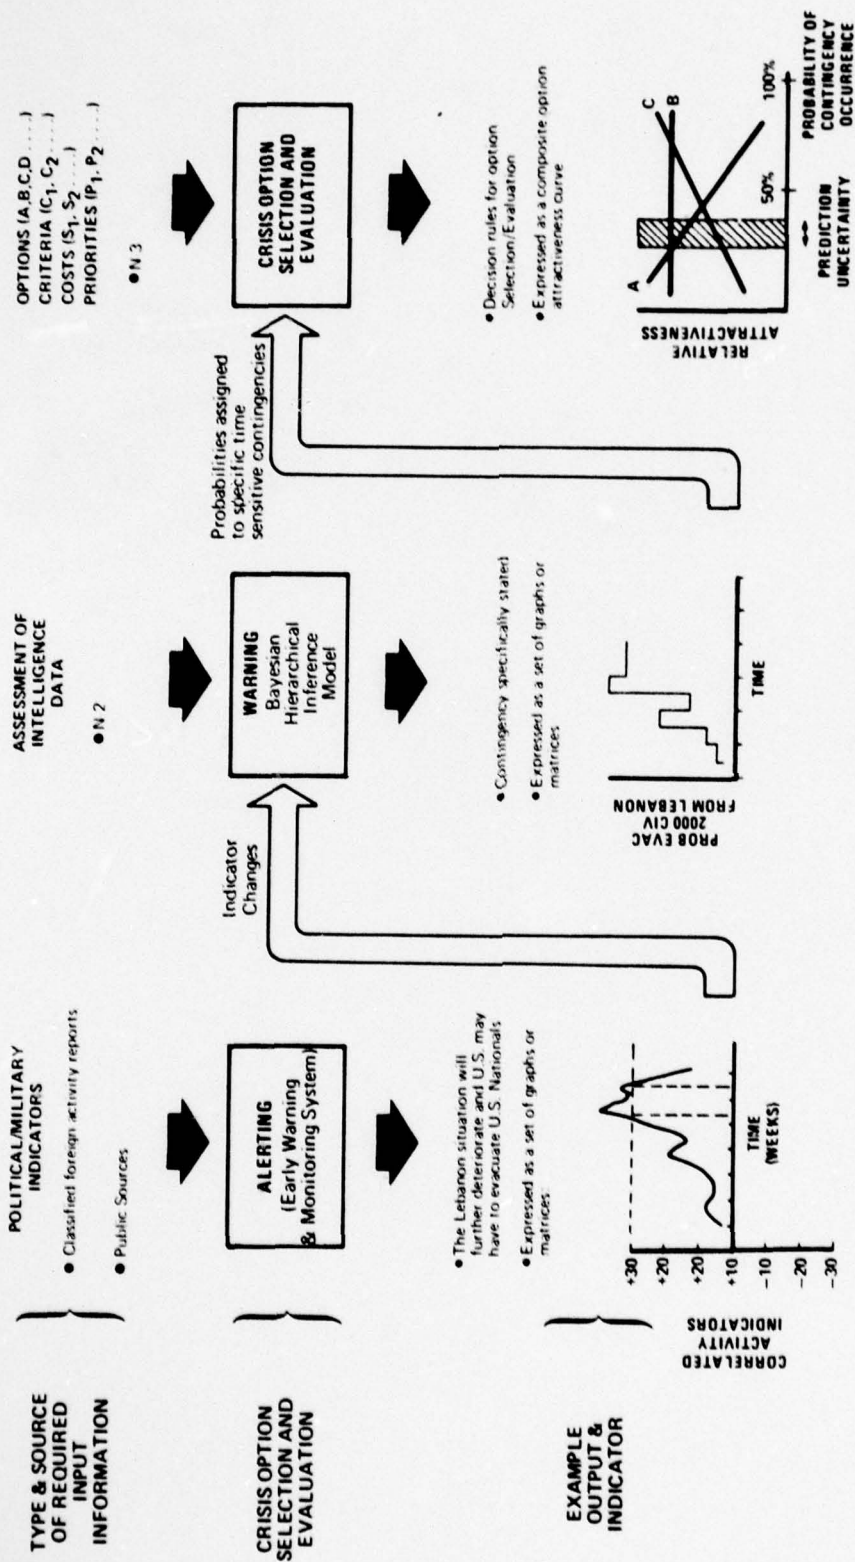 TYPE & SOURCE
OF REQUIRED
INPUT
INFORMATION
POLITICAL/MILITARY
INDICATORS
● Classified foreign activity reports
● Public Sources
ASSESSMENT OF
INTELLIGENCE
DATA
● N 2
OPTIONS (A,B,C,D . . . .)
CRITERIA (C1, C2 . . . .)
COSTS (S1, S2 . . . .)
PRIORITIES (P1, P2 . . . .)
● N 3
CRISIS OPTION
SELECTION AND
EVALUATION
ALERTING
(Early Warning
& Monitoring System)
Indicator
Changes
WARNING
Bayesian
Hierarchical
Inference
Model
Probabilities assigned
to specific time
sensitive contingencies
CRISIS OPTION
SELECTION AND
EVALUATION
EXAMPLE
OUTPUT &
INDICATOR
● The Lebanon situation will
further deteriorate and U.S. may
have to evacuate U.S. Nationals
● Expressed as a set of graphs or
matrices:
CORRELATED
ACTIVITY
INDICATORS
+30
+20
+20
+10
-10
-20
-30
TIME
(WEEKS)
● Contingency specifically stated)
● Expressed as a set of graphs or
matrices
PROB EVAC
2000 CIV
FROM LEBANON
TIME
● Decision rules for option
Selection/Evaluation
● Expressed as a composite option
attractiveness curve
RELATIVE
ATTRACTIVENESS
A
C
B
50%
100%
PREDICTION
UNCERTAINTY
PROBABILITY OF
CONTINGENCY
OCCURRENCE